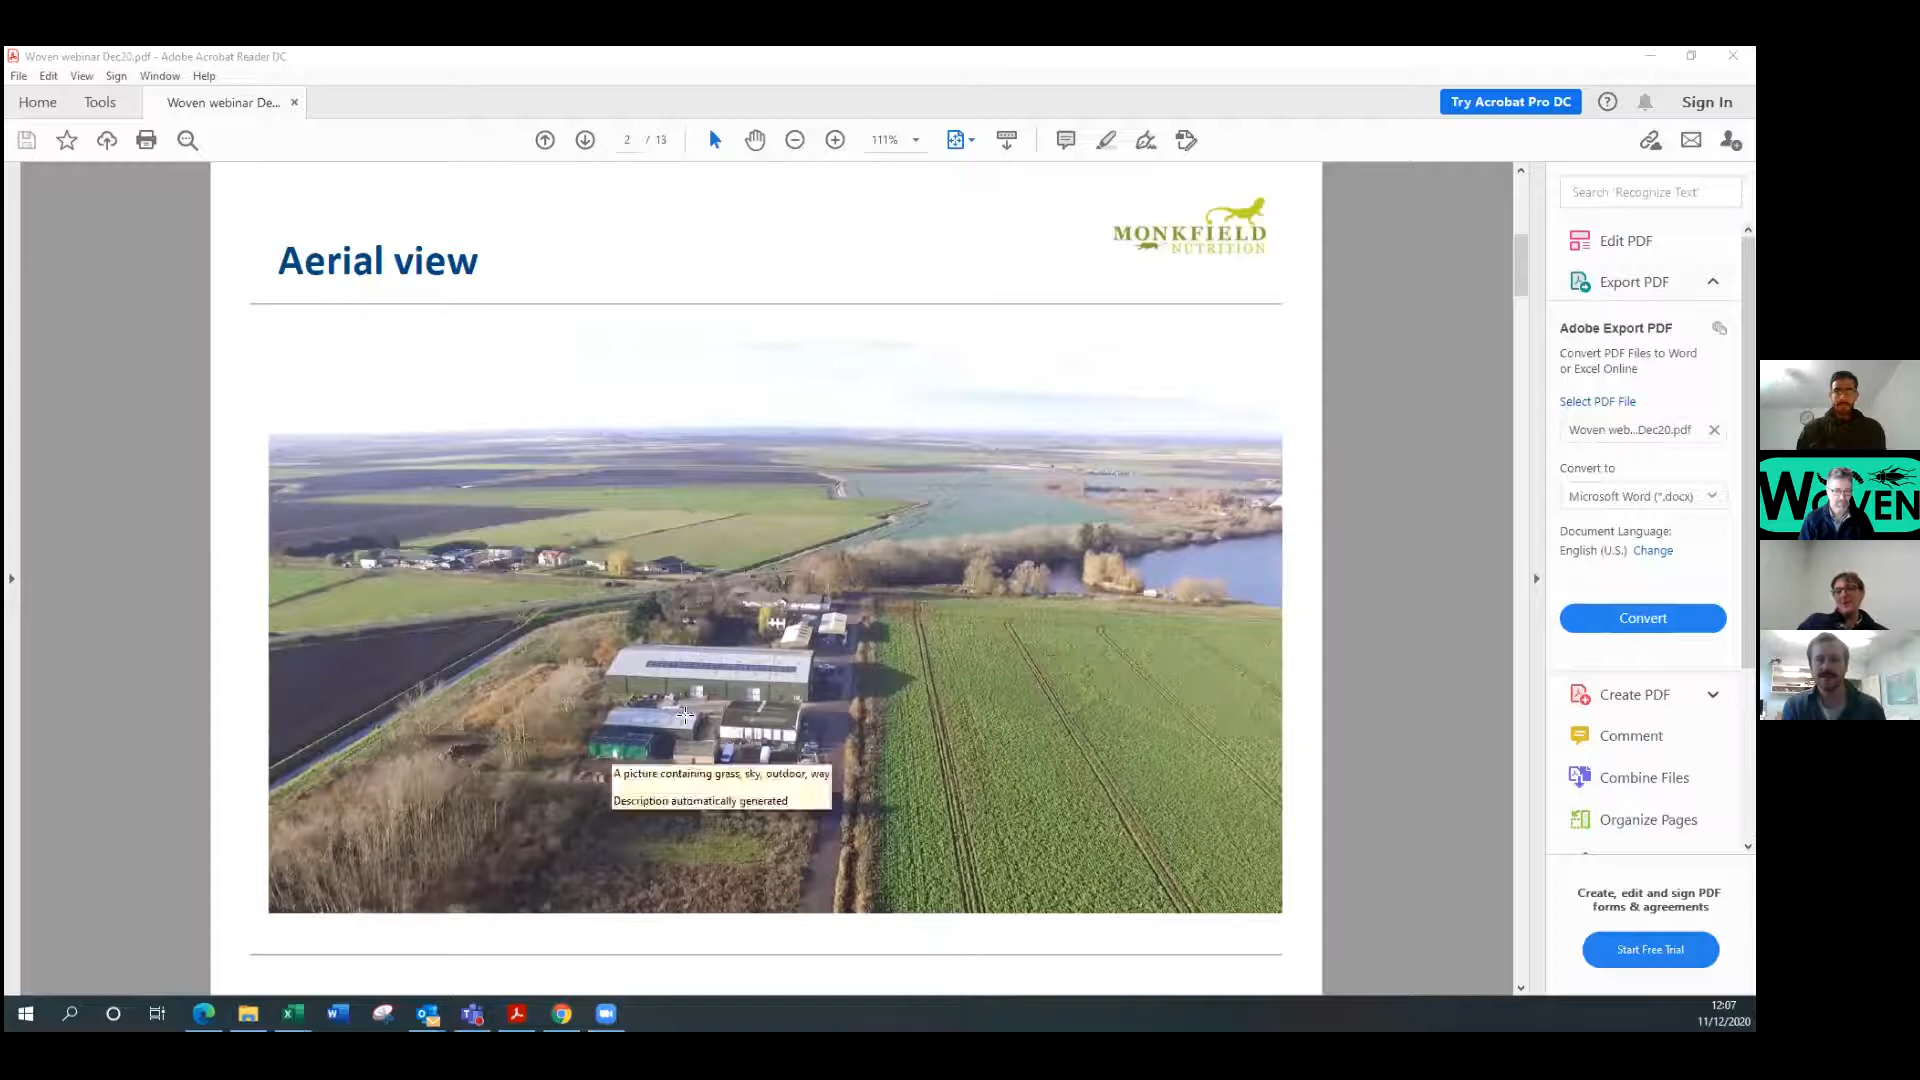 Woven webinar Dec20.pdf - Adobe Acrobat Reader DC
File Edit View Sign Window Help
Home Tools Woven webinar De... ×
Try Acrobat Pro DC
Sign In
2 / 13
111%
MONKFIELD
NUTRITION
Aerial view
A picture containing grass, sky, outdoor, way
Description automatically generated
Search 'Recognize Text'
Edit PDF
Export PDF
Adobe Export PDF
Convert PDF Files to Word
or Excel Online
Select PDF File
Woven web...Dec20.pdf
Convert to
Microsoft Word (*.docx)
Document Language:
English (U.S.) Change
Convert
Create PDF
Comment
Combine Files
Organize Pages
Create, edit and sign PDF
forms & agreements
Start Free Trial
WOVEN
12:07
11/12/2020